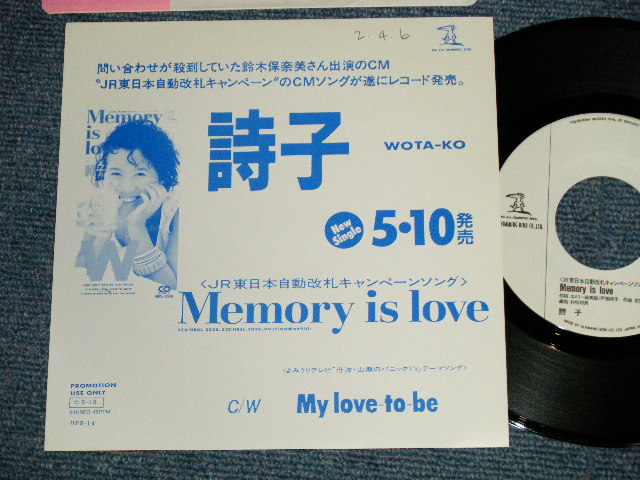 2.4.6
問い合わせが殺到していた鈴木保奈美さん出演のCM
"JR東日本自動改札キャンペーン"のCMソングが遂にレコード発売。
Memory
is
love
詩子
WOTA-KO
New
Single
5・10発売
〈JR東日本自動改札キャンペーンソング〉
Memory is love
〈よみうりテレビ"丹波・山瀬のパニックTV"テーマソング〉
C/W My love-to-be
PROMOTION
USE ONLY
STEREO 45RPM
HUMMING BIRD CO.,LTD.
〈JR東日本自動改札キャンペーンソング
Memory is love
詩子